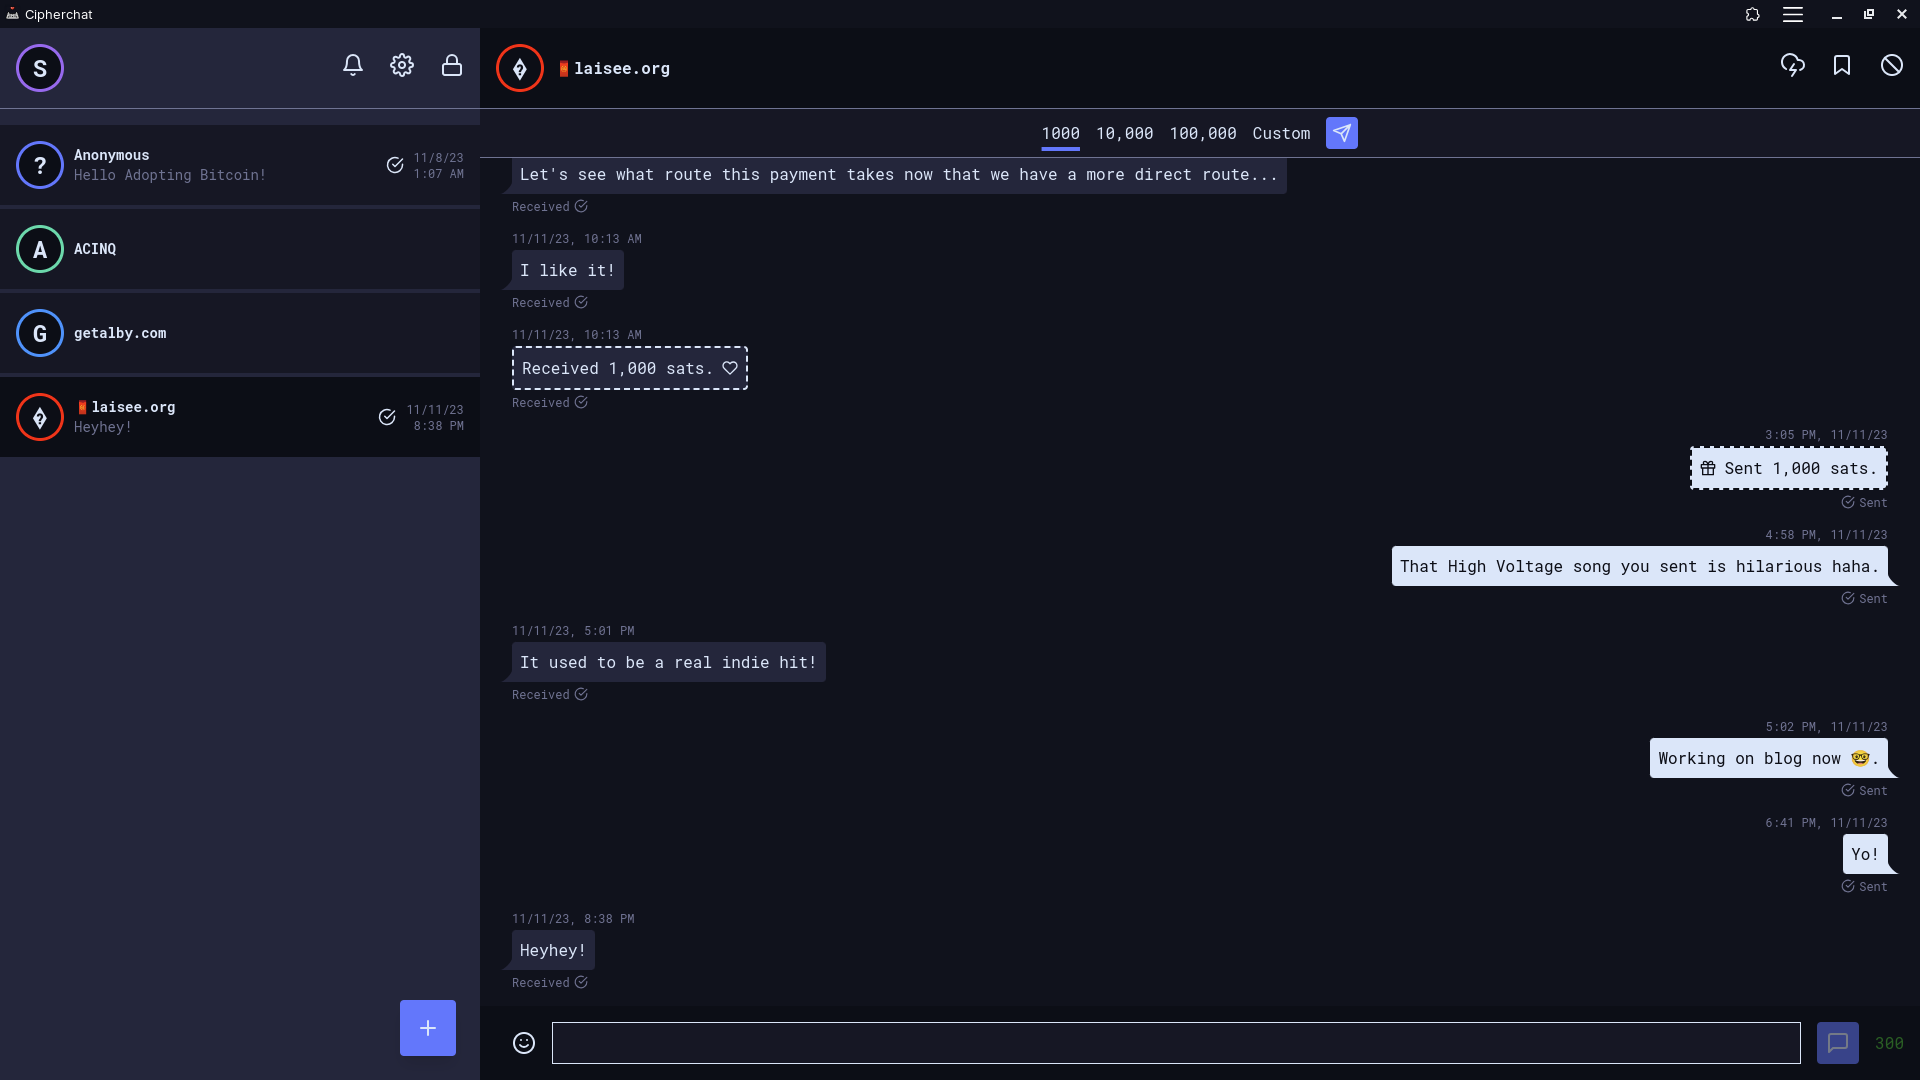 Cipherchat
S
?
Anonymous
Hello Adopting Bitcoin!
11/8/23
1:07 AM
A
ACINQ
G
getalby.com
?
🧧laisee.org
Heyhey!
11/11/23
8:38 PM
?
🧧laisee.org
1000 10,000 100,000 Custom
Let's see what route this payment takes now that we have a more direct route...
Received
11/11/23, 10:13 AM
I like it!
Received
11/11/23, 10:13 AM
Received 1,000 sats.
Received
3:05 PM, 11/11/23
Sent 1,000 sats.
Sent
4:58 PM, 11/11/23
That High Voltage song you sent is hilarious haha.
Sent
11/11/23, 5:01 PM
It used to be a real indie hit!
Received
5:02 PM, 11/11/23
Working on blog now 🤓.
Sent
6:41 PM, 11/11/23
Yo!
Sent
11/11/23, 8:38 PM
Heyhey!
Received
300